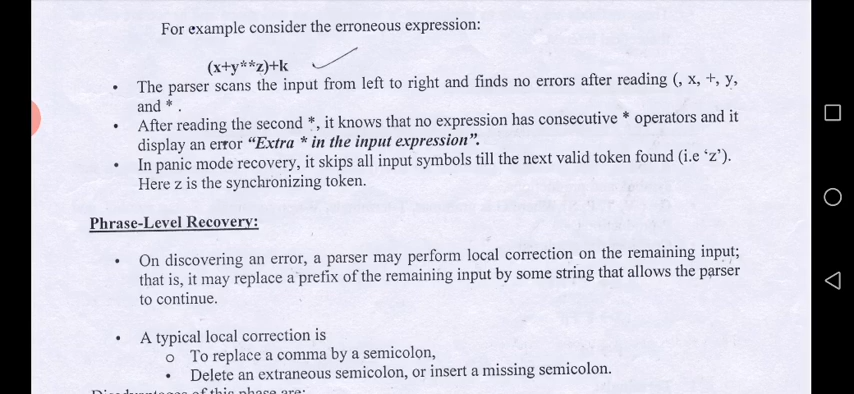 For example consider the erroneous expression:
(x+y**z)+k
• The parser scans the input from left to right and finds no errors after reading (, x, +, y,
and * .
• After reading the second *, it knows that no expression has consecutive * operators and it
display an error "Extra * in the input expression".
• In panic mode recovery, it skips all input symbols till the next valid token found (i.e 'z').
Here z is the synchronizing token.
Phrase-Level Recovery:
• On discovering an error, a parser may perform local correction on the remaining input;
that is, it may replace a prefix of the remaining input by some string that allows the parser
to continue.
• A typical local correction is
o To replace a comma by a semicolon,
• Delete an extraneous semicolon, or insert a missing semicolon.
of this phase are: